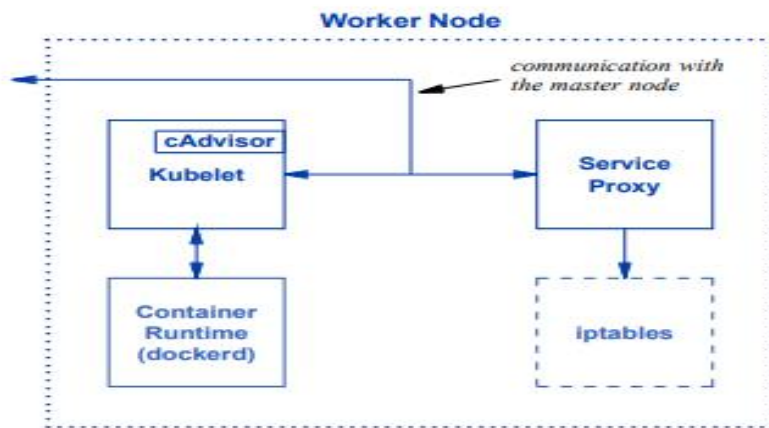 Worker Node
communication with
the master node
cAdvisor
Kubelet
Service
Proxy
Container
Runtime
(dockerd)
iptables